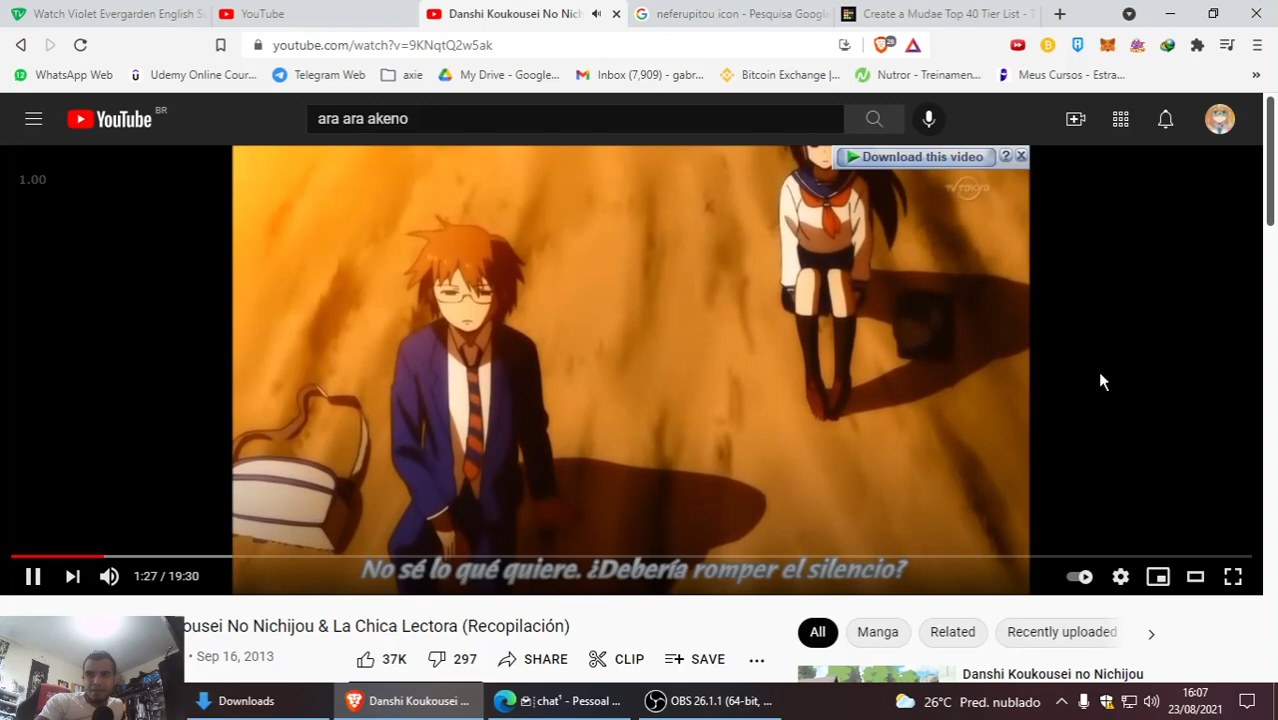 Watch Violet Evergarden English Su
YouTube
Danshi Koukousei No Nich
neferupitou icon - Pesquisa Google
Create a Mudae Top 40 Tier List - T
youtube.com/watch?v=9KNqtQ2w5ak
28
WhatsApp Web
Udemy Online Cour...
Telegram Web
axie
My Drive - Google...
Inbox (7,909) - gabr...
Bitcoin Exchange |...
Nutror - Treinamen...
Meus Cursos - Estra...
YouTube BR
ara ara akeno
1.00
Download this video
?
TV TOKYO
No sé lo qué quiere. ¿Debería romper el silencio?
1:27 / 19:30
ousei No Nichijou & La Chica Lectora (Recopilación)
• Sep 16, 2013
37K
297
SHARE
CLIP
SAVE
All
Manga
Related
Recently uploaded
Danshi Koukousei no Nichijou
Downloads
Danshi Koukousei ...
chat¹ - Pessoal ...
OBS 26.1.1 (64-bit, ...
26°C Pred. nublado
16:07
23/08/2021